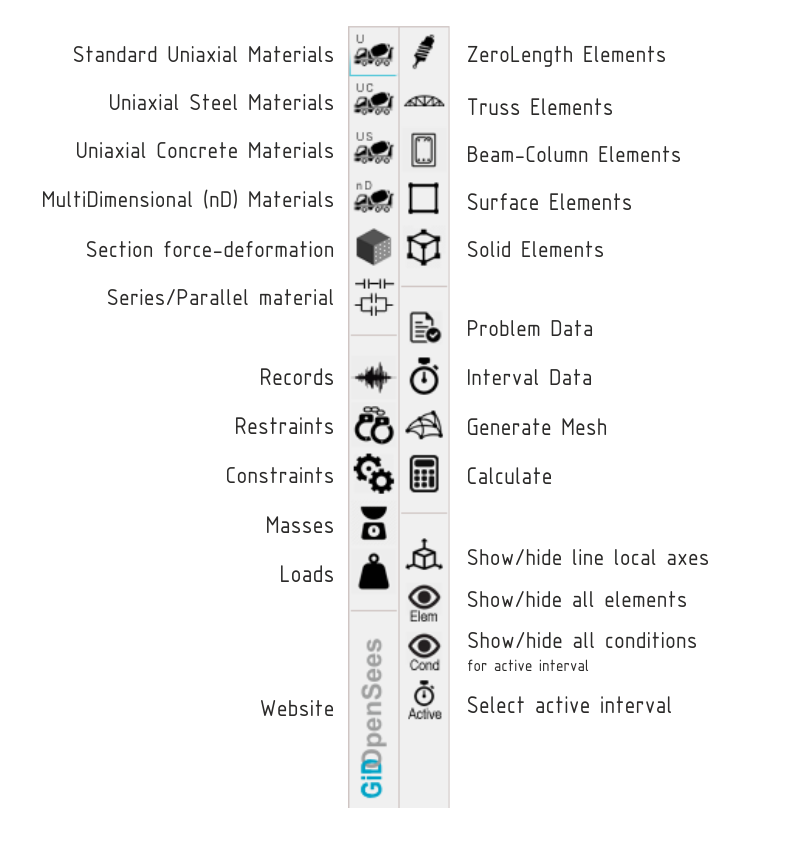 Standard Uniaxial Materials
U
ZeroLength Elements
Uniaxial Steel Materials
UC
Truss Elements
Uniaxial Concrete Materials
US
Beam-Column Elements
MultiDimensional (nD) Materials
nD
Surface Elements
Section force-deformation
Solid Elements
Series/Parallel material
Problem Data
Records
Interval Data
Restraints
Generate Mesh
Constraints
Calculate
Masses
Loads
Show/hide line local axes
Elem
Show/hide all elements
Cond
Show/hide all conditions
for active interval
Website
GiDOpenSees
Active
Select active interval